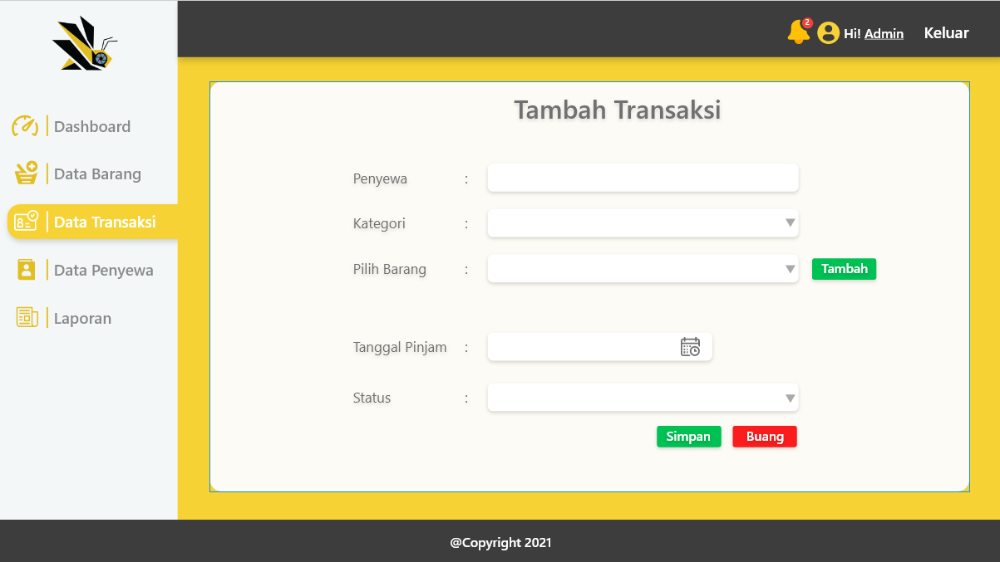 2
Hi! Admin
Keluar
Dashboard
Data Barang
Data Transaksi
Data Penyewa
Laporan
Tambah Transaksi
Penyewa :
Kategori :
Pilih Barang :
Tambah
Tanggal Pinjam :
Status :
Simpan
Buang
@Copyright 2021